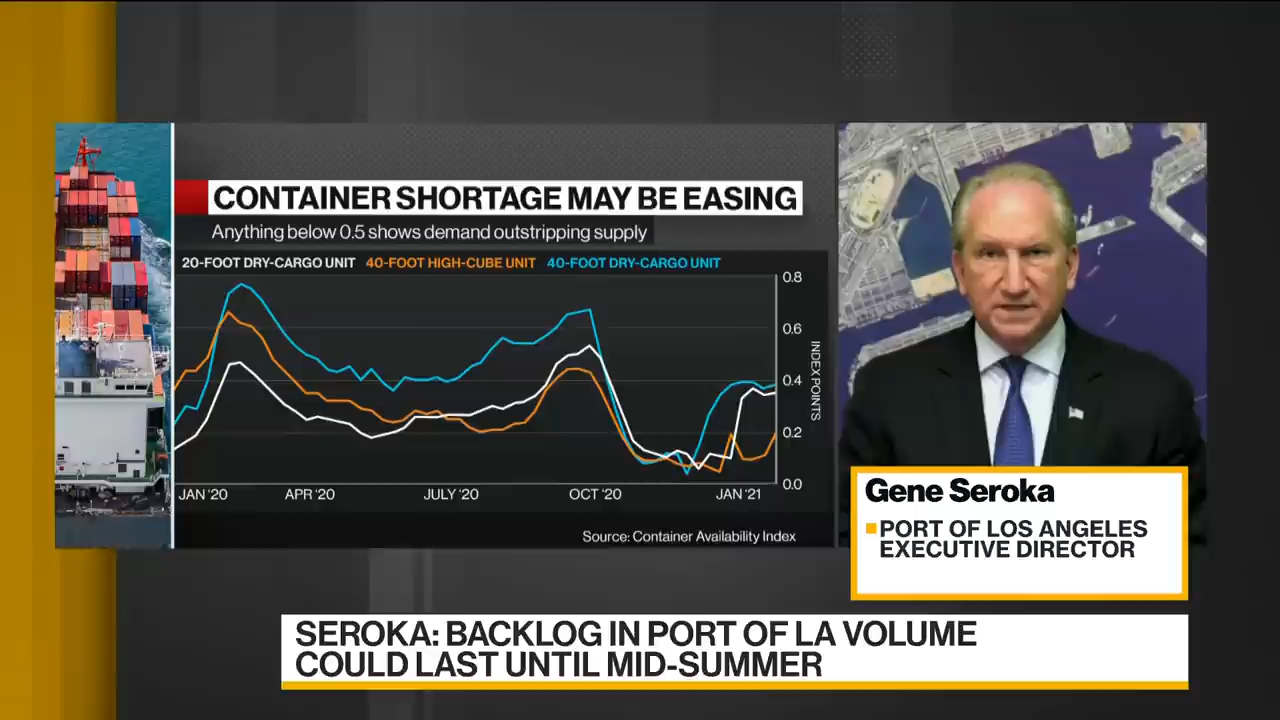 CONTAINER SHORTAGE MAY BE EASING
Anything below 0.5 shows demand outstripping supply
20-FOOT DRY-CARGO UNIT 40-FOOT HIGH-CUBE UNIT 40-FOOT DRY-CARGO UNIT
0.8
0.6
0.4
0.2
0.0
INDEX POINTS
JAN '20 APR '20 JULY '20 OCT '20 JAN '21
Source: Container Availability Index
Gene Seroka
PORT OF LOS ANGELES
EXECUTIVE DIRECTOR
SEROKA: BACKLOG IN PORT OF LA VOLUME
COULD LAST UNTIL MID-SUMMER